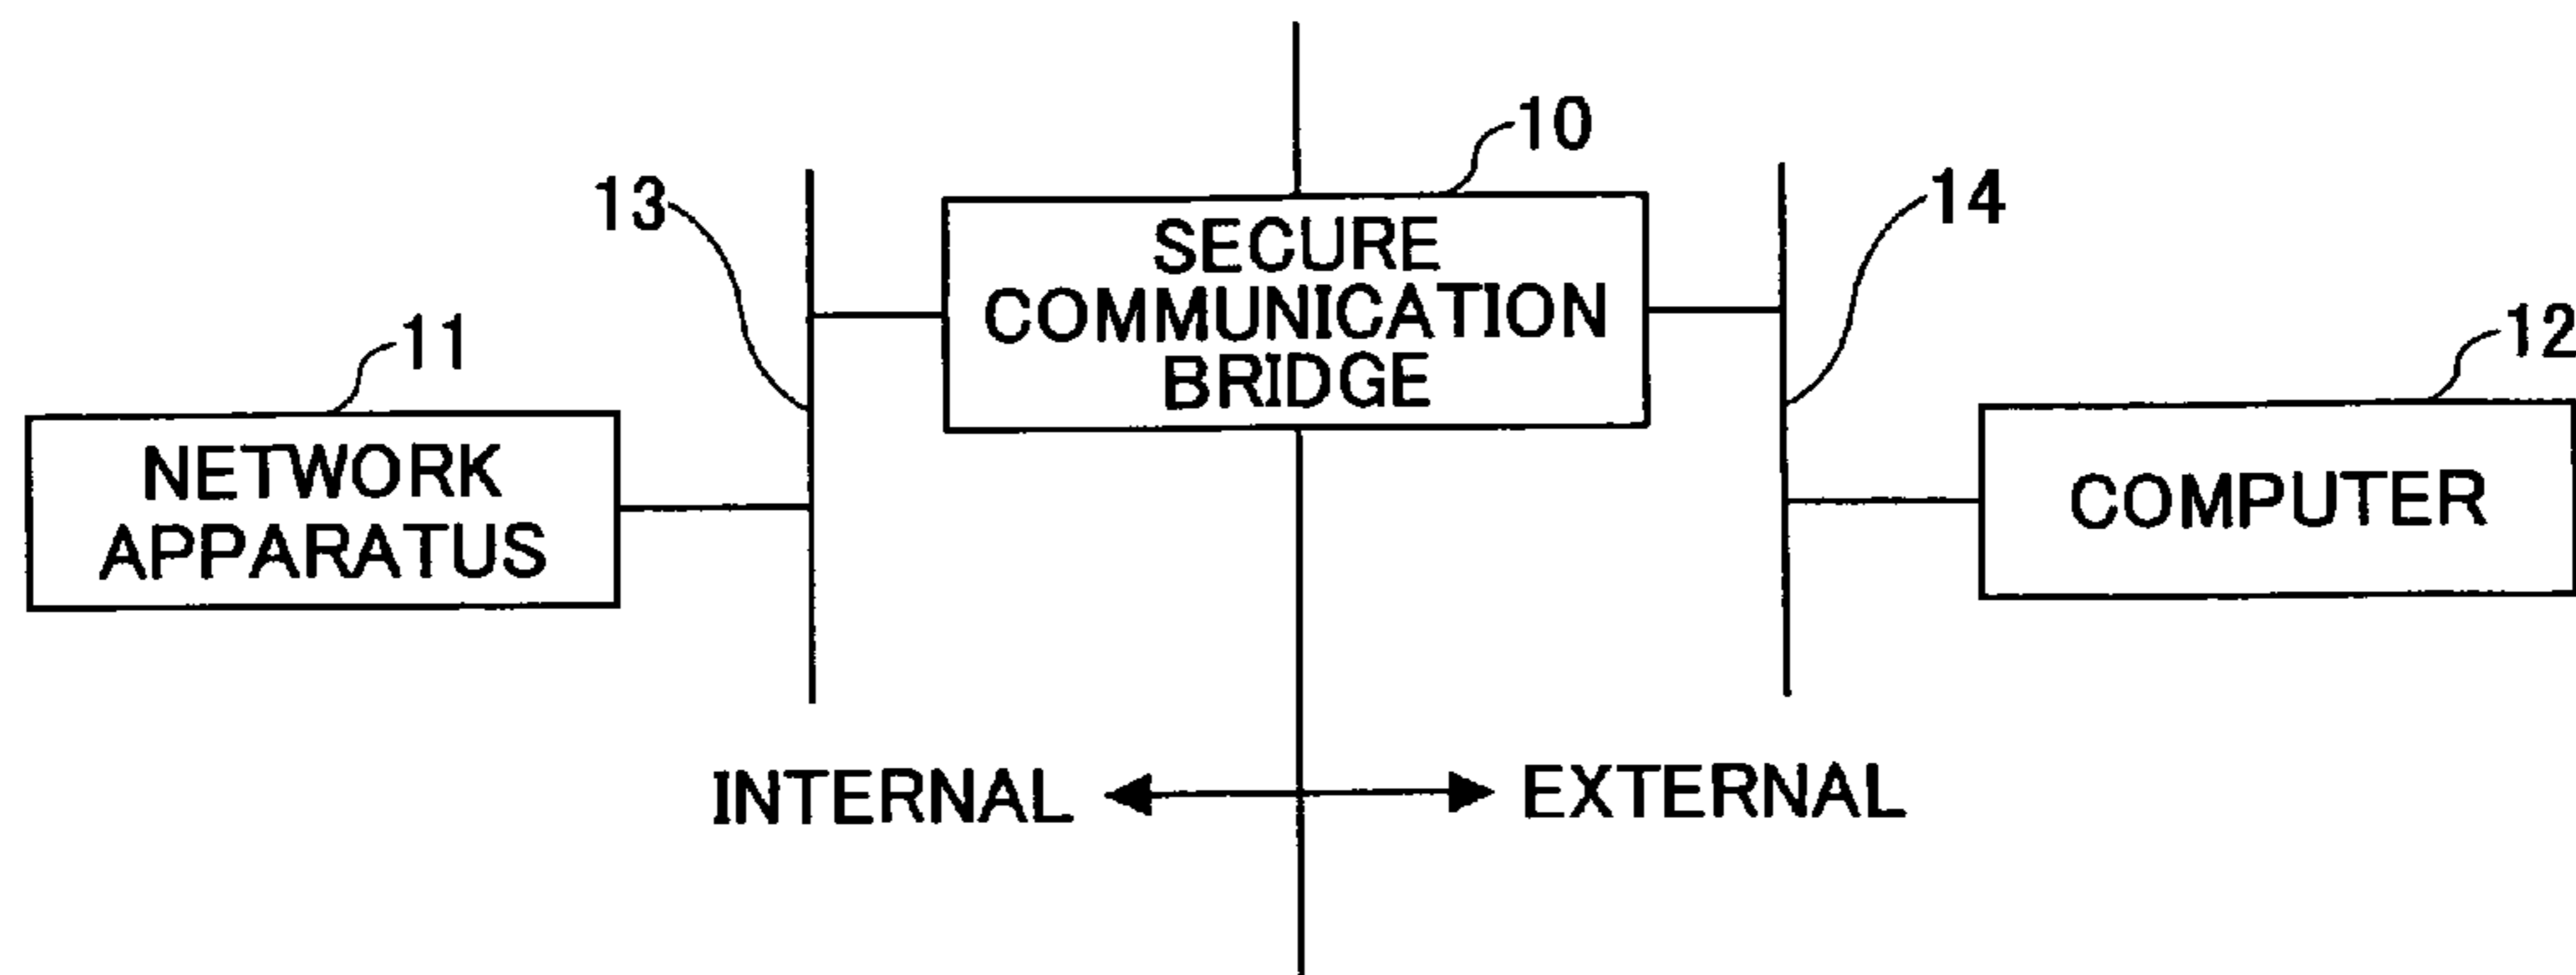 10
13
SECURE
COMMUNICATION
BRIDGE
14
11
12
NETWORK
APPARATUS
COMPUTER
INTERNAL
EXTERNAL